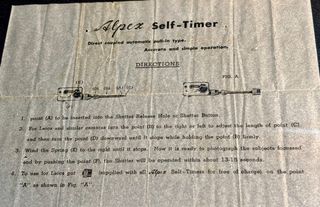 Alpex Self-Timer
Direct coupled automatic pull-in type.
Accurate and simple operation.
DIRECTIONS
(E)
(D) (B) (A) (C)
FIG. A
1. point (A) to be inserted into the Shutter Release Hole or Shutter Button.
2. For Leica and similar cameras turn the point (B) to the right or left to adjust the length of point (C)
and then turn the point (D) downward until it stops while holding the point (B) firmly.
3. Wind the Spring (E) to the right until it stops. Now it is ready to photograph the subjects focussed
and by pushing the point (F), the Shutter will be operated within about 13-15 seconds.
4. To use for Leica put (supplied with all Alpex Self-Timers for free of charge) on the point
"A" as shown in Fig. "A"